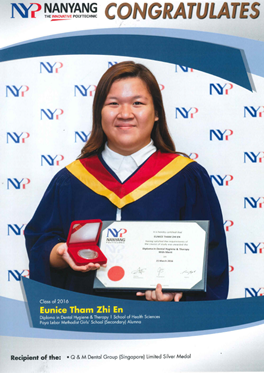 NYP NANYANG
THE INNOVATIVE POLYTECHNIC
CONGRATULATES
Class of 2016
Eunice Tham Zhi En
Diploma in Dental Hygiene & Therapy | School of Health Sciences
Paya Lebar Methodist Girls' School (Secondary) Alumna
Recipient of the: • Q & M Dental Group (Singapore) Limited Silver Medal